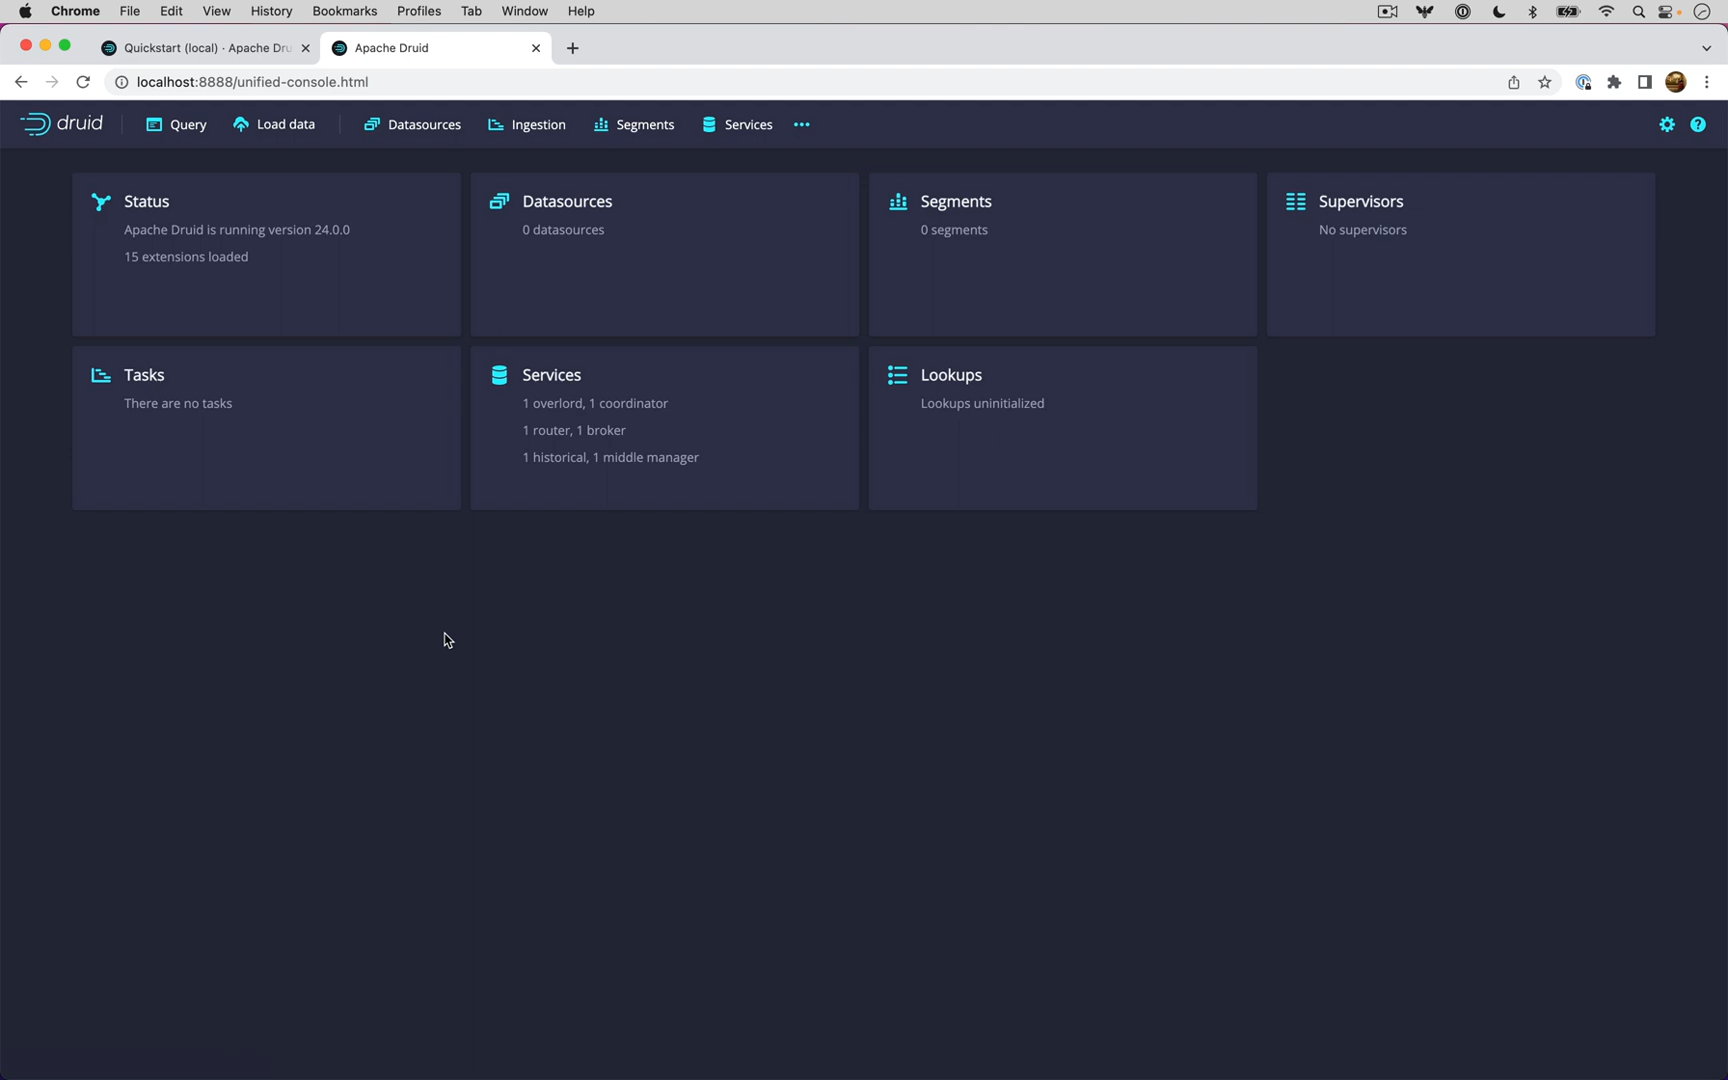 Chrome File Edit View History Bookmarks Profiles Tab Window Help
Quickstart (local) · Apache Dru
Apache Druid
localhost:8888/unified-console.html
druid Query Load data Datasources Ingestion Segments Services
Status
Apache Druid is running version 24.0.0
15 extensions loaded
Datasources
0 datasources
Segments
0 segments
Supervisors
No supervisors
Tasks
There are no tasks
Services
1 overlord, 1 coordinator
1 router, 1 broker
1 historical, 1 middle manager
Lookups
Lookups uninitialized